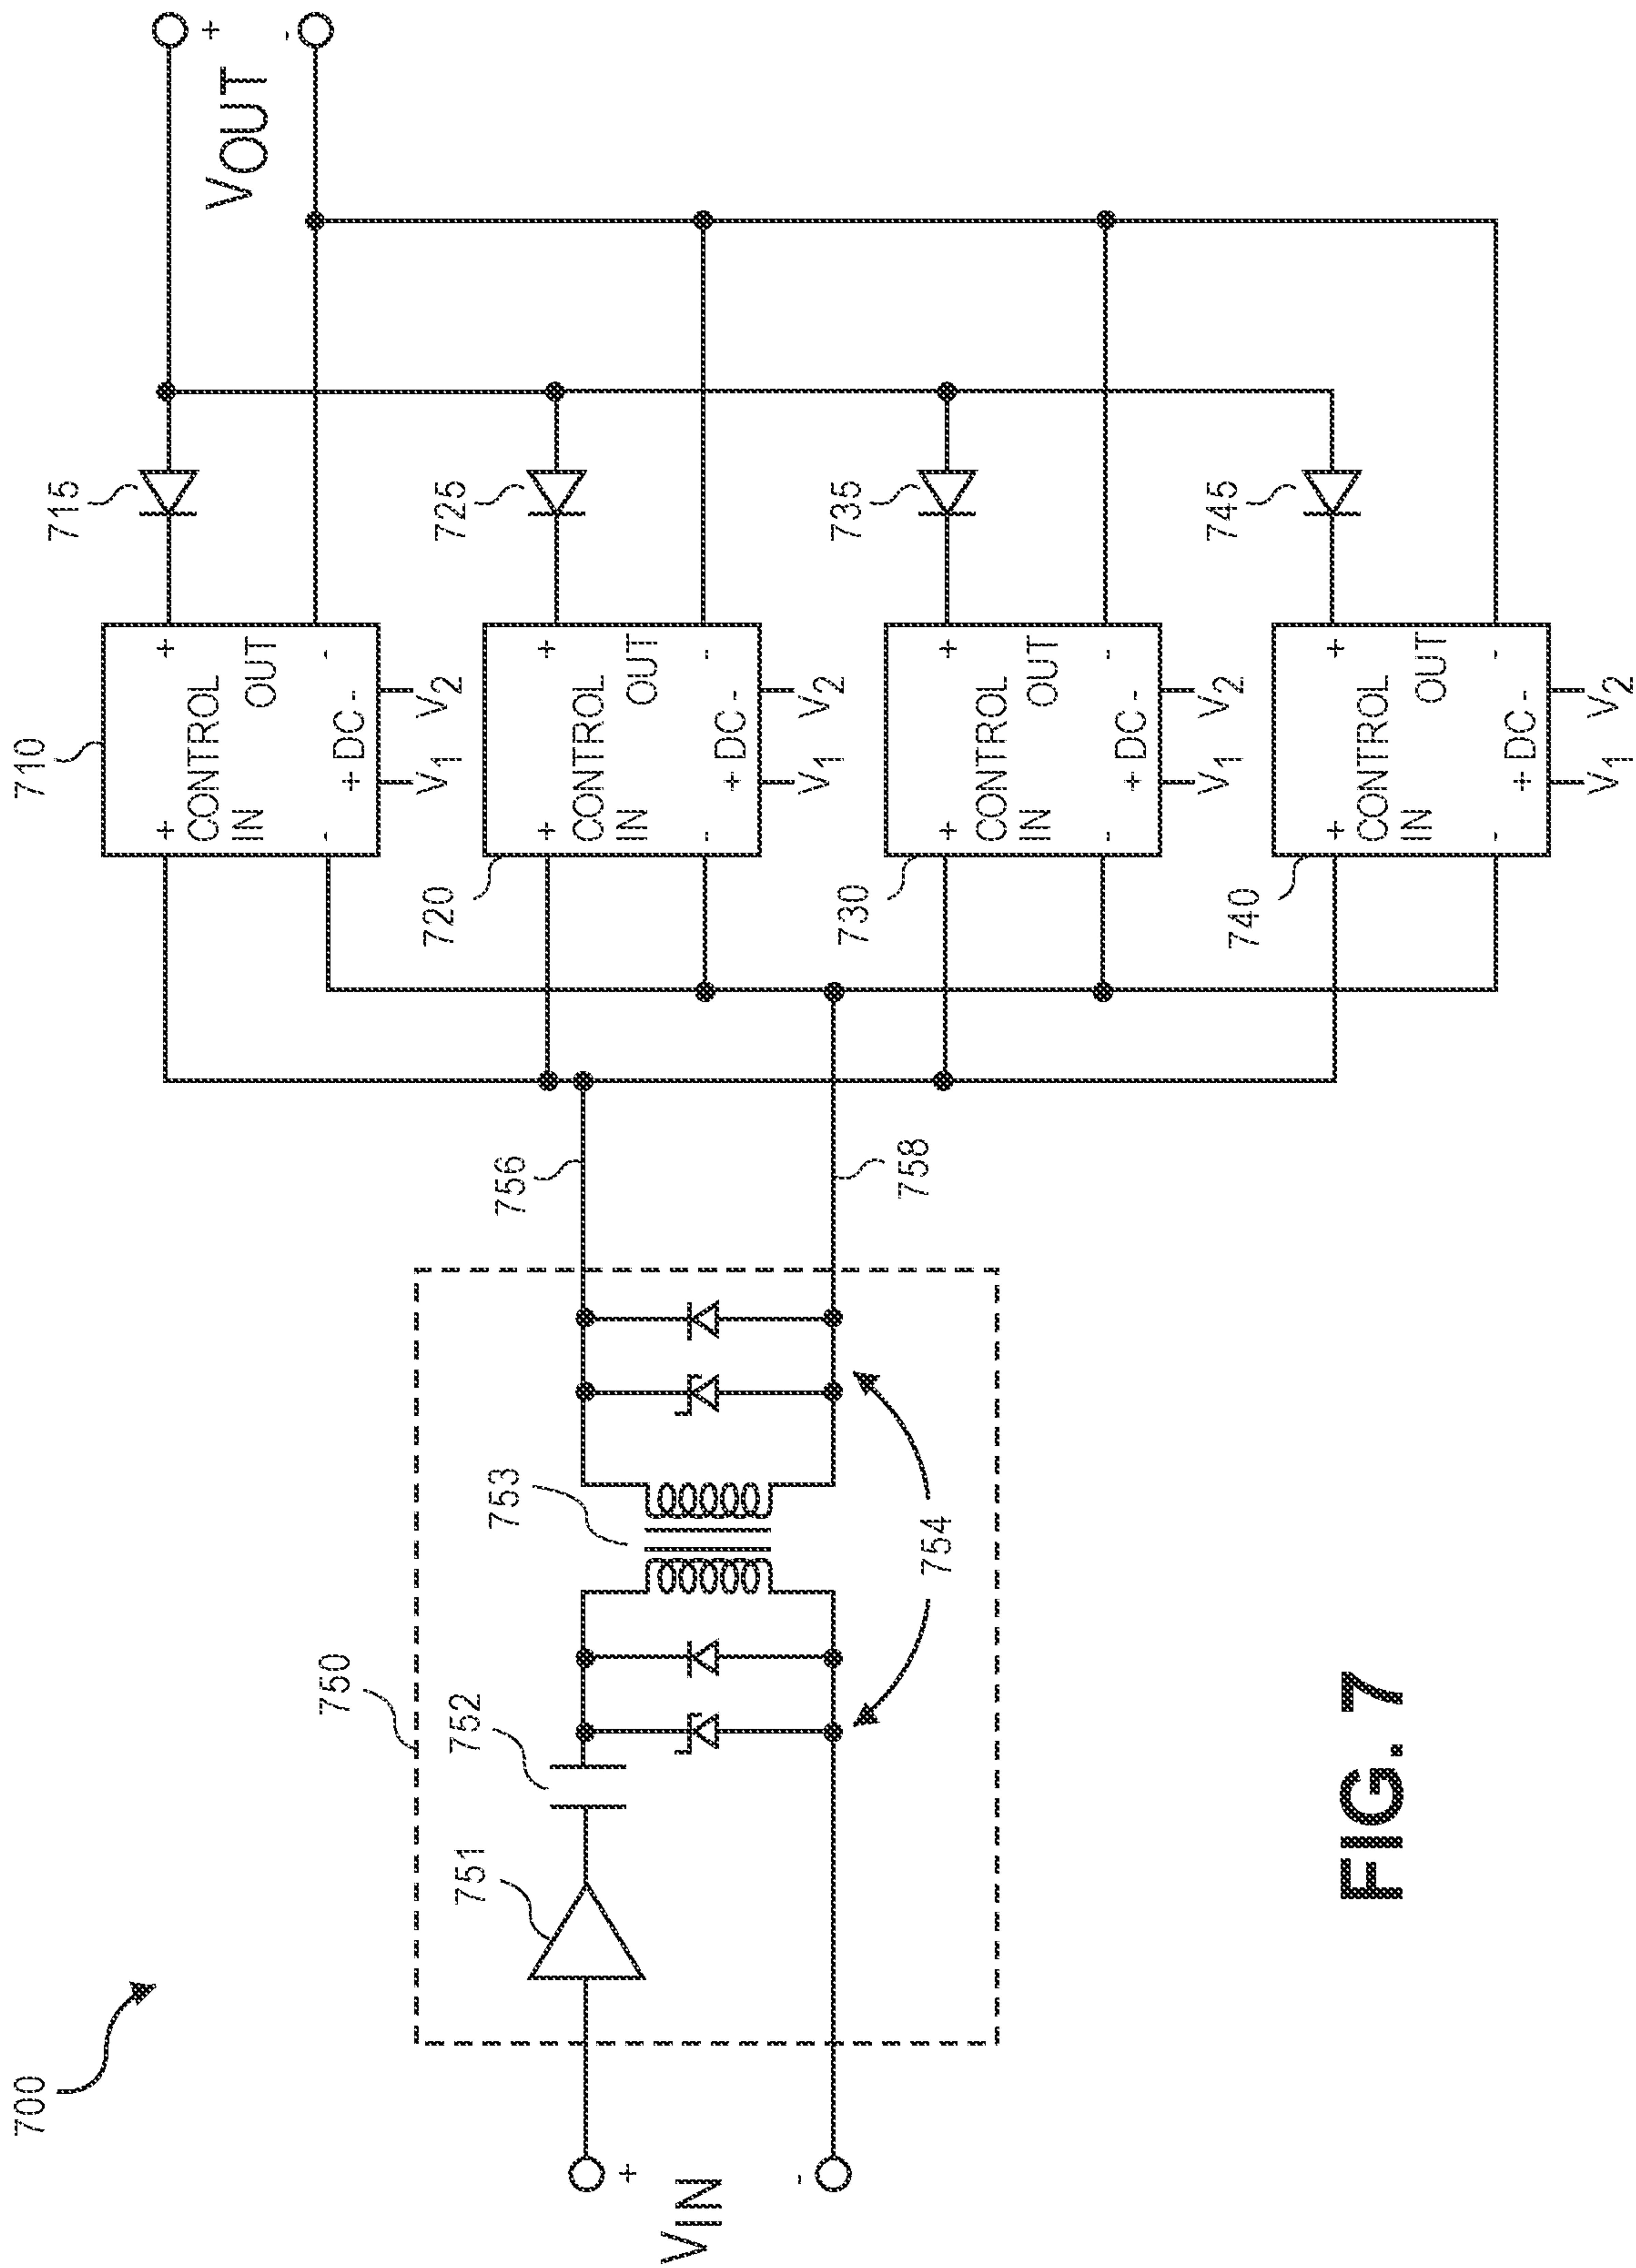 700
710
+ +
CONTROL
IN OUT
- -
+ DC -
V1 V2
715
+
VOUT
-
720
+ +
CONTROL
IN OUT
- -
+ DC -
V1 V2
725
730
+ +
CONTROL
IN OUT
- -
+ DC -
V1 V2
735
740
+ +
CONTROL
IN OUT
- -
+ DC -
V1 V2
745
750
751
752
753
754
756
758
+
VIN
-
FIG. 7